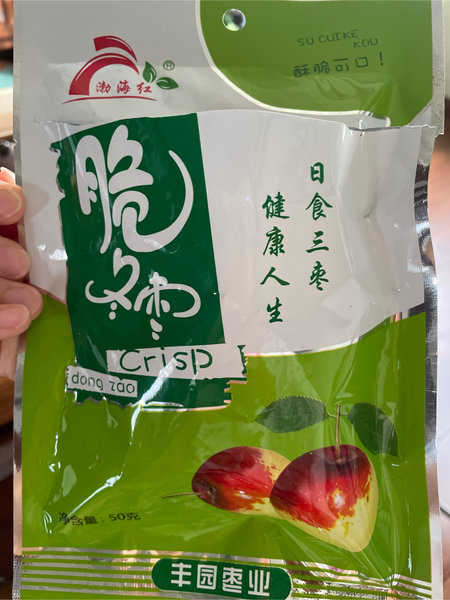 渤海红®
SU CUIKE
KOU
酥脆可口！
脆冬枣
Crisp
dong zao
日食三枣
健康人生
净含量：50克
丰园枣业